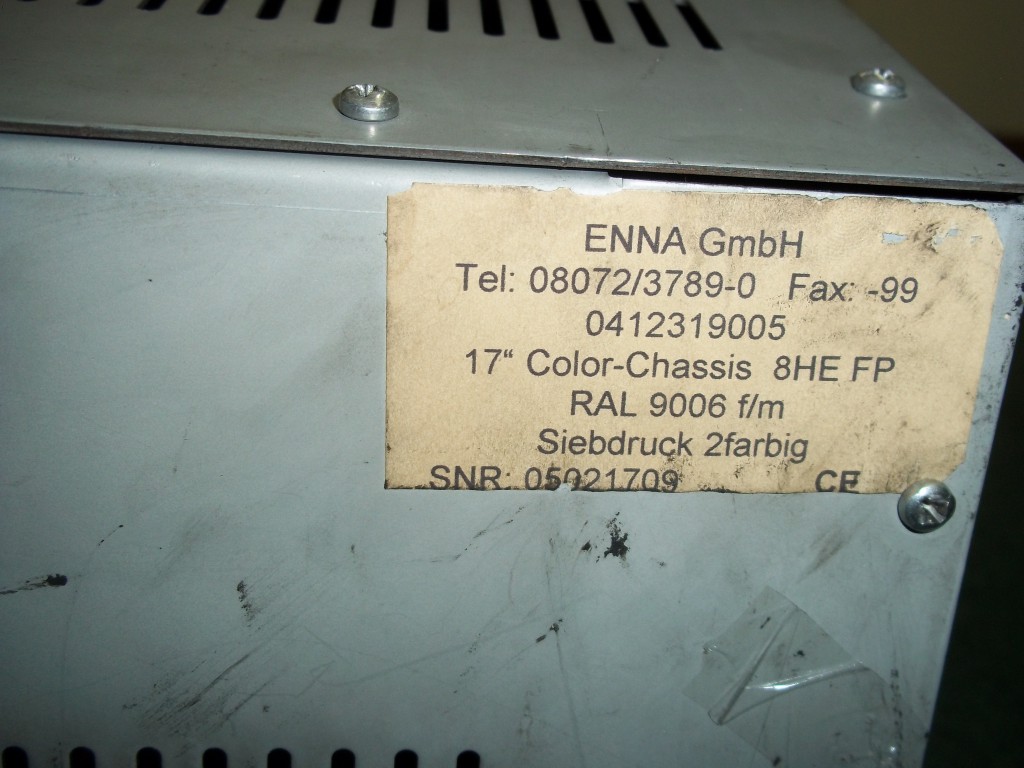 ENNA GmbH
Tel: 08072/3789-0 Fax: -99
0412319005
17“ Color-Chassis 8HE FP
RAL 9006 f/m
Siebdruck 2farbig
SNR: 05021709 CE